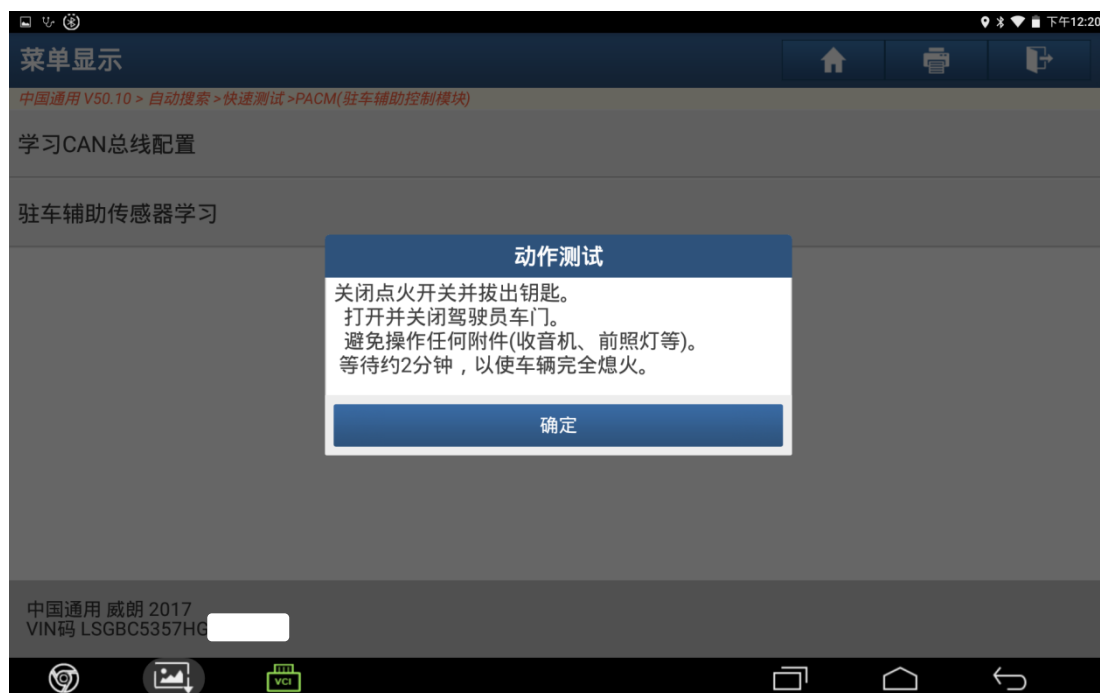 下午12:20
菜单显示
中国通用 V50.10 > 自动搜索 > 快速测试 >PACM(驻车辅助控制模块)
学习CAN总线配置
驻车辅助传感器学习
动作测试
关闭点火开关并拔出钥匙。
打开并关闭驾驶员车门。
避免操作任何附件(收音机、前照灯等)。
等待约2分钟，以使车辆完全熄火。
确定
中国通用 威朗 2017
VIN码 LSGBC5357HG
VCI